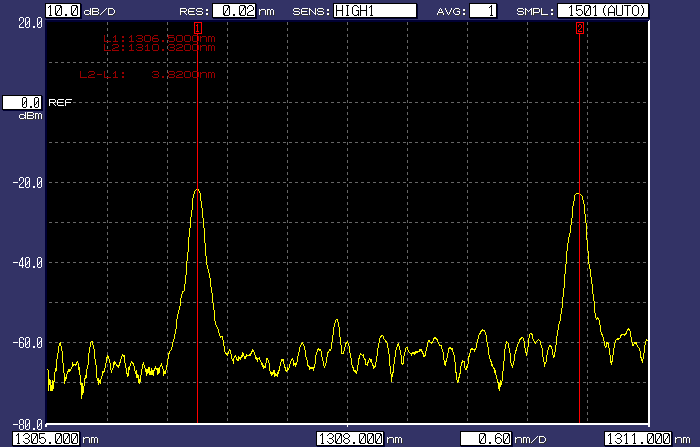 10.0 dB/D RES: 0.02 nm SENS: HIGH1 AVG: 1 SMPL: 1501(AUTO)
20.0
1 2
L1:1306.5000nm
L2:1310.3200nm
L2-L1: 3.8200nm
0.0 REF
dBm
-20.0
-40.0
-60.0
-80.0
1305.000 nm 1308.000 nm 0.60 nm/D 1311.000 nm